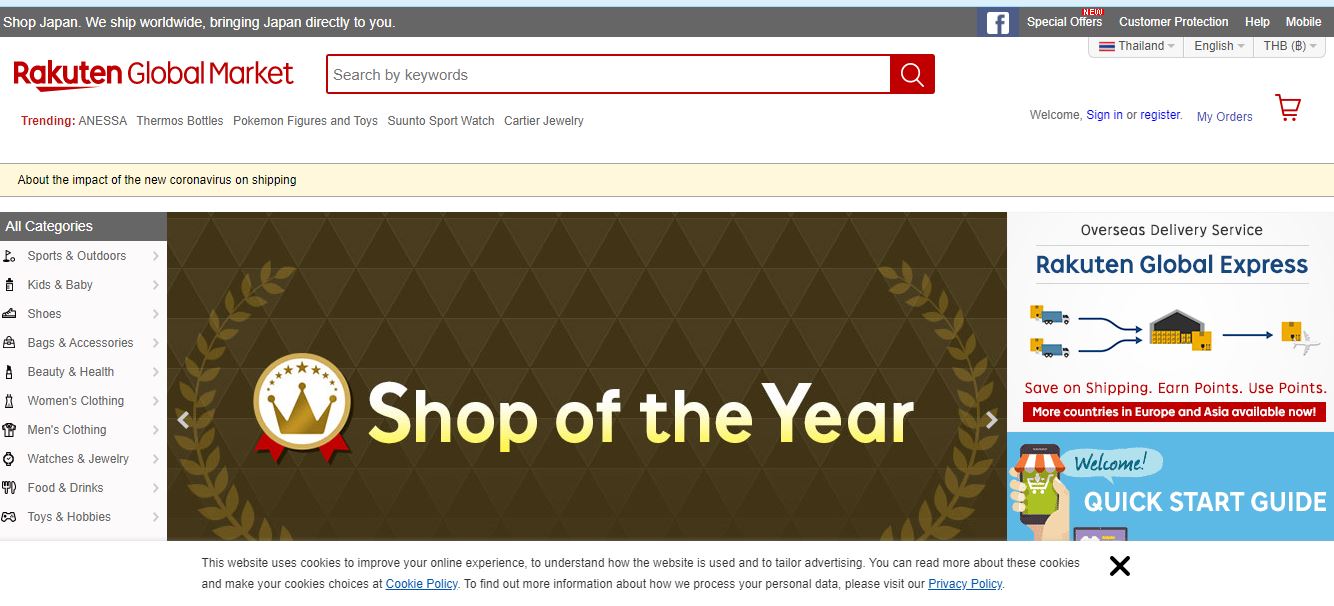 Shop Japan. We ship worldwide, bringing Japan directly to you.
NEW
Special Offers Customer Protection Help Mobile
Thailand English THB (฿)
Rakuten Global Market
Search by keywords
Trending: ANESSA Thermos Bottles Pokemon Figures and Toys Suunto Sport Watch Cartier Jewelry
Welcome, Sign in or register. My Orders
About the impact of the new coronavirus on shipping
All Categories
Sports & Outdoors
Kids & Baby
Shoes
Bags & Accessories
Beauty & Health
Women's Clothing
Men's Clothing
Watches & Jewelry
Food & Drinks
Toys & Hobbies
Shop of the Year
Overseas Delivery Service
Rakuten Global Express
Save on Shipping. Earn Points. Use Points.
More countries in Europe and Asia available now!
Welcome!
QUICK START GUIDE
This website uses cookies to improve your online experience, to understand how the website is used and to tailor advertising. You can read more about these cookies
and make your cookies choices at Cookie Policy. To find out more information about how we process your personal data, please visit our Privacy Policy.